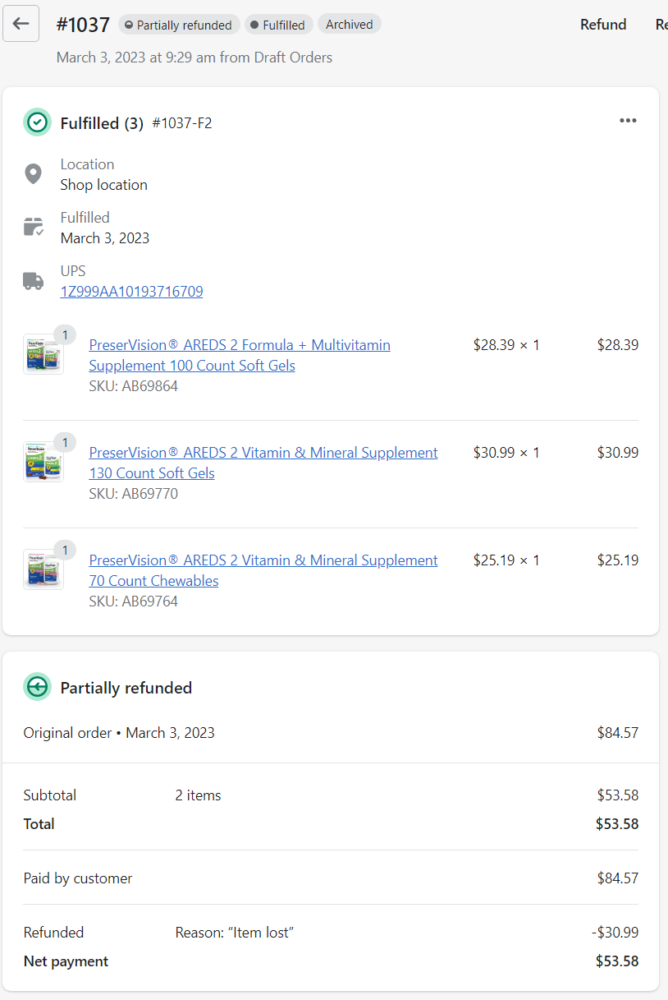 #1037 Partially refunded Fulfilled Archived Refund Re
March 3, 2023 at 9:29 am from Draft Orders
Fulfilled (3) #1037-F2
Location
Shop location
Fulfilled
March 3, 2023
UPS
1Z999AA10193716709
1
PreserVision® AREDS 2 Formula + Multivitamin $28.39 × 1 $28.39
Supplement 100 Count Soft Gels
SKU: AB69864
1
PreserVision® AREDS 2 Vitamin & Mineral Supplement $30.99 × 1 $30.99
130 Count Soft Gels
SKU: AB69770
1
PreserVision® AREDS 2 Vitamin & Mineral Supplement $25.19 × 1 $25.19
70 Count Chewables
SKU: AB69764
Partially refunded
Original order • March 3, 2023 $84.57
Subtotal 2 items $53.58
Total $53.58
Paid by customer $84.57
Refunded Reason: “Item lost” -$30.99
Net payment $53.58